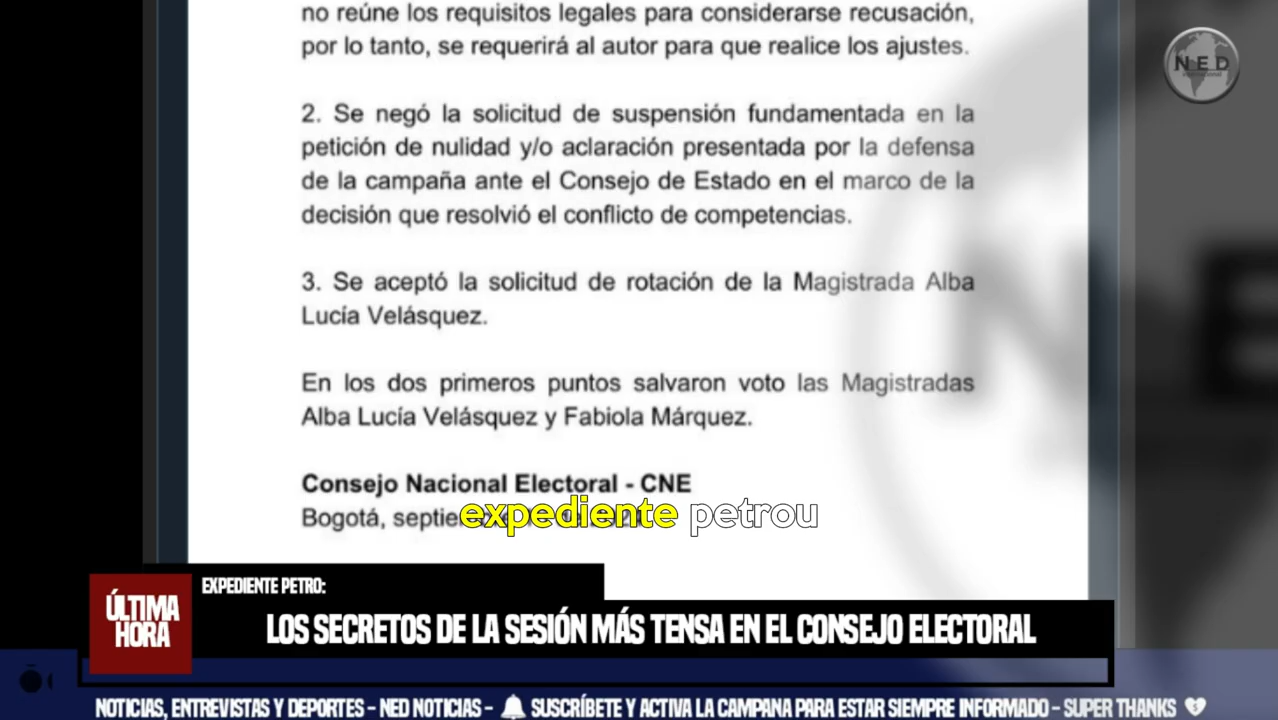 no reúne los requisitos legales para considerarse recusación,
por lo tanto, se requerirá al autor para que realice los ajustes.
2. Se negó la solicitud de suspensión fundamentada en la
petición de nulidad y/o aclaración presentada por la defensa
de la campaña ante el Consejo de Estado en el marco de la
decisión que resolvió el conflicto de competencias.
3. Se aceptó la solicitud de rotación de la Magistrada Alba
Lucía Velásquez.
En los dos primeros puntos salvaron voto las Magistradas
Alba Lucía Velásquez y Fabiola Márquez.
Consejo Nacional Electoral - CNE
Bogotá,
expediente petrou
NED
EXPEDIENTE PETRO:
ÚLTIMA
HORA
LOS SECRETOS DE LA SESIÓN MÁS TENSA EN EL CONSEJO ELECTORAL
NOTICIAS, ENTREVISTAS Y DEPORTES - NED NOTICIAS - SUSCRÍBETE Y ACTIVA LA CAMPANA PARA ESTAR SIEMPRE INFORMADO - SUPER THANKS